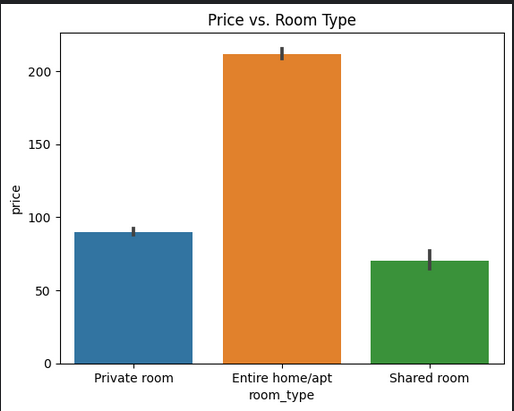 Price vs. Room Type
200
150
100
50
0
price
Private room
Entire home/apt
Shared room
room_type